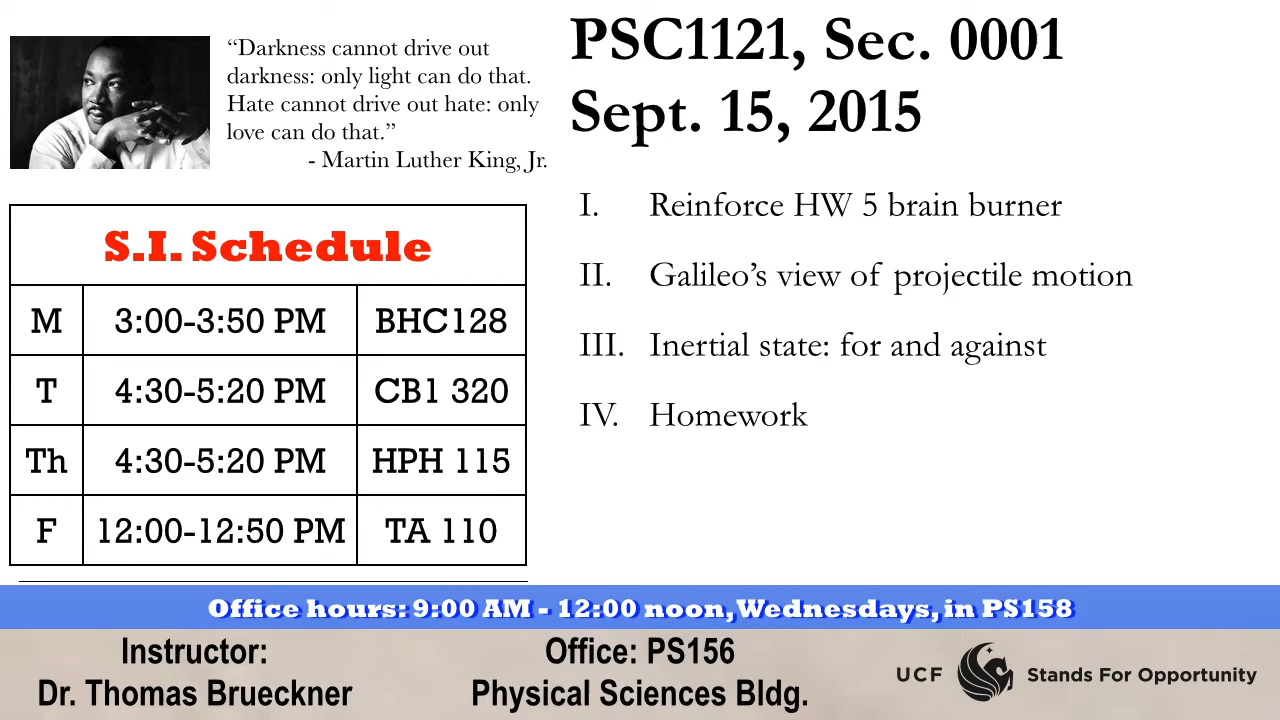 “Darkness cannot drive out
darkness: only light can do that.
Hate cannot drive out hate: only
love can do that.”
- Martin Luther King, Jr.
PSC1121, Sec. 0001
Sept. 15, 2015
I. Reinforce HW 5 brain burner
II. Galileo’s view of projectile motion
III. Inertial state: for and against
IV. Homework
S.I. Schedule
M 3:00-3:50 PM BHC128
T 4:30-5:20 PM CB1 320
Th 4:30-5:20 PM HPH 115
F 12:00-12:50 PM TA 110
Office hours: 9:00 AM - 12:00 noon, Wednesdays, in PS158
Instructor:
Dr. Thomas Brueckner
Office: PS156
Physical Sciences Bldg.
UCF Stands For Opportunity